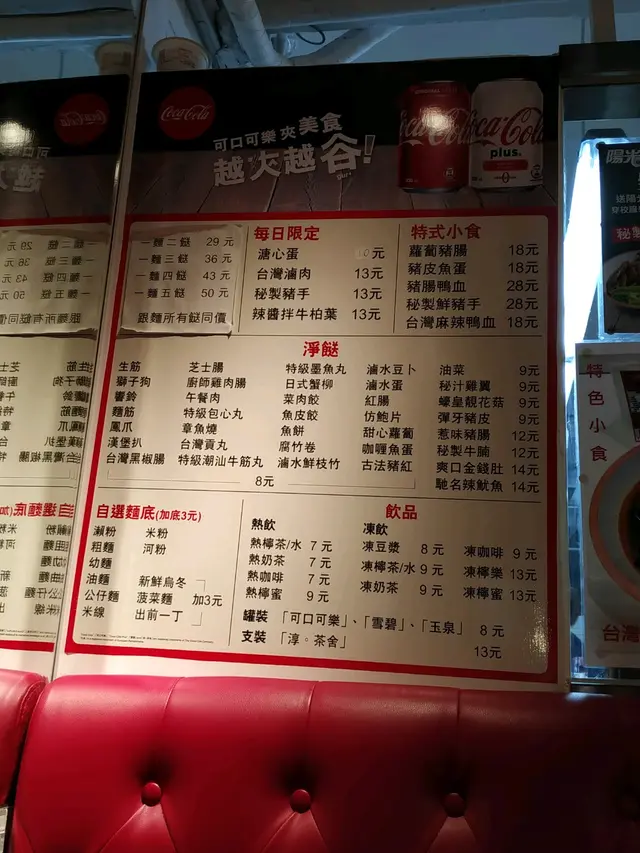 Coca-Cola
可口可樂 夾 美食
越大越谷!
Coca-Cola
Coca-Cola
plus.
一麵二餸 29 元
一麵三餸 36 元
一麵四餸 43 元
一麵五餸 50 元
跟麵所有餸同價
每日限定
溏心蛋
台灣滷肉 13元
秘製豬手 13元
辣醬拌牛柏葉 13元
特式小食
蘿蔔豬腸 18元
豬皮魚蛋 18元
豬腸鴨血 28元
秘製鮮豬手 28元
台灣麻辣鴨血 18元
淨餸
生筋 芝士腸 特級墨魚丸 滷水豆卜 油菜 9元
獅子狗 廚師雞肉腸 日式蟹柳 滷水蛋 秘汁雞翼 9元
響鈴 午餐肉 菜肉餃 紅腸 蠔皇靚花菇 9元
麵筋 特級包心丸 魚皮餃 仿鮑片 彈牙豬皮 9元
鳳爪 章魚燒 魚餅 甜心蘿蔔 惹味豬腸 12元
漢堡扒 台灣貢丸 腐竹卷 咖喱魚蛋 秘製牛腩 12元
台灣黑椒腸 特級潮汕牛筋丸 滷水鮮枝竹 古法豬紅 爽口金錢肚 14元
8元 馳名辣魷魚 14元
自選麵底(加底3元)
瀨粉 米粉
粗麵 河粉
幼麵
油麵 新鮮烏冬
公仔麵 菠菜麵 加3元
米線 出前一丁
飲品
熱飲
熱檸茶/水 7 元
熱奶茶 7 元
熱咖啡 7 元
熱檸蜜 9 元
凍飲
凍豆漿 8 元 凍咖啡 9 元
凍檸茶/水 9 元 凍檸樂 13元
凍奶茶 9 元 凍檸蜜 13元
罐裝 「可口可樂」、「雪碧」、「玉泉」 8 元
支裝 「淳。茶舍」 13元
陽光
特色小食
台灣